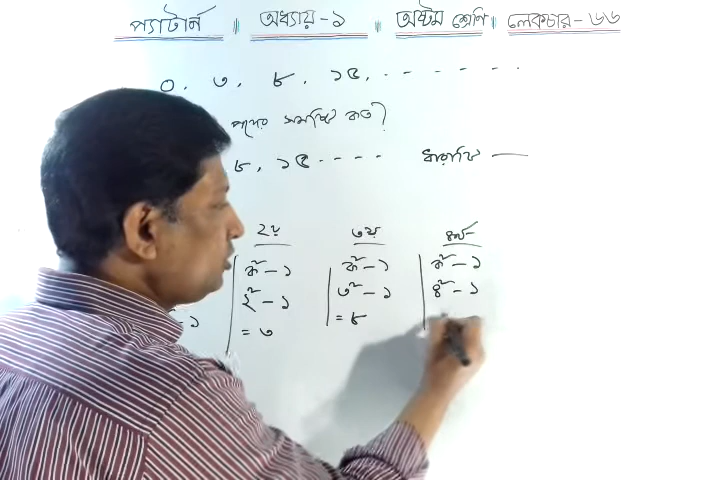 প্যাটার্ন || অধ্যায় - ১ || অষ্টম শ্রেণি || লেকচার - ৬৬
০, ৩, ৮, ১৫, - - - - - -
পদের সমষ্টি কত?
৮, ১৫ - - - - ধারাটি —
২য় ৩য় ৪র্থ
ক² - ১ ক² - ১ ক² - ১
২² - ১ ৩² - ১ ৪² - ১
- ১ = ৩ = ৮